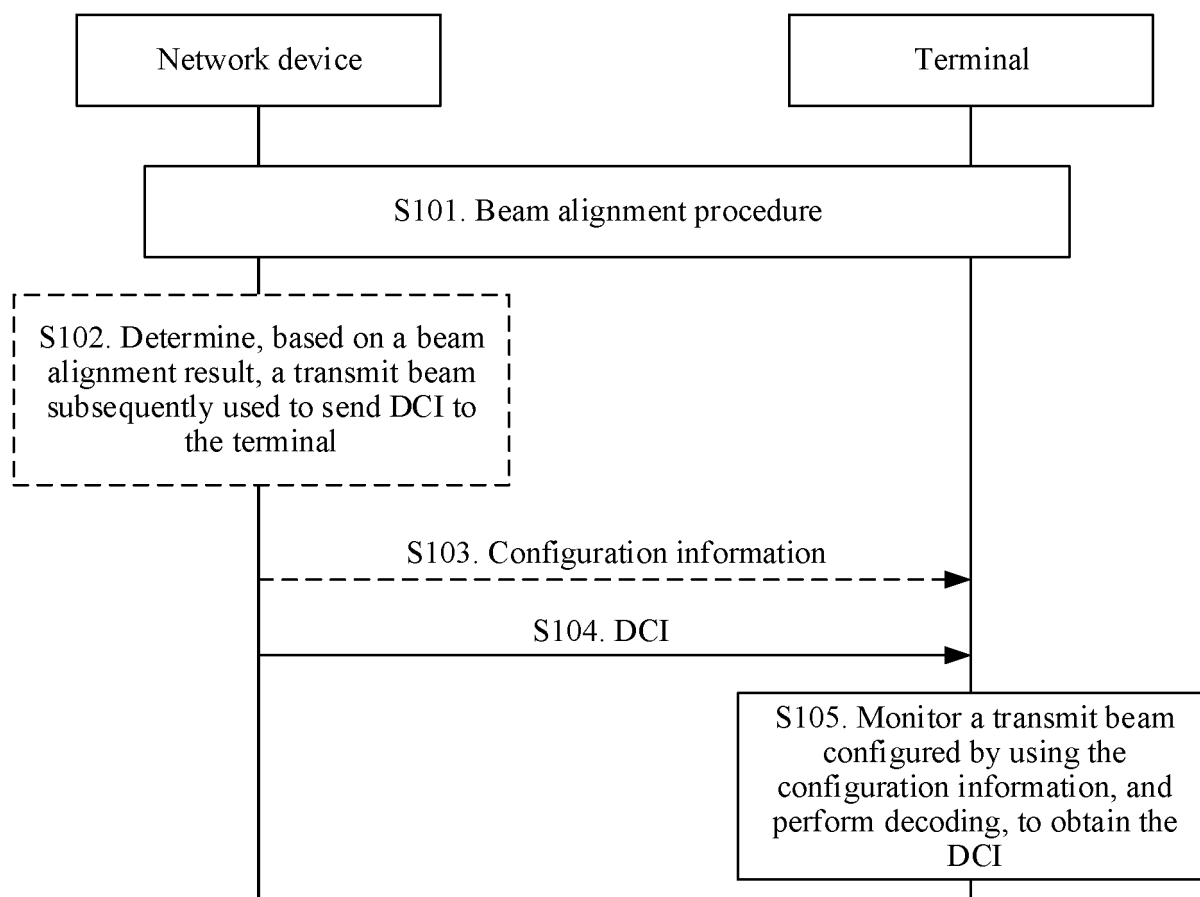 Network device
Terminal
S101. Beam alignment procedure
S102. Determine, based on a beam
alignment result, a transmit beam
subsequently used to send DCI to
the terminal
S103. Configuration information
S104. DCI
S105. Monitor a transmit beam
configured by using the
configuration information, and
perform decoding, to obtain the
DCI